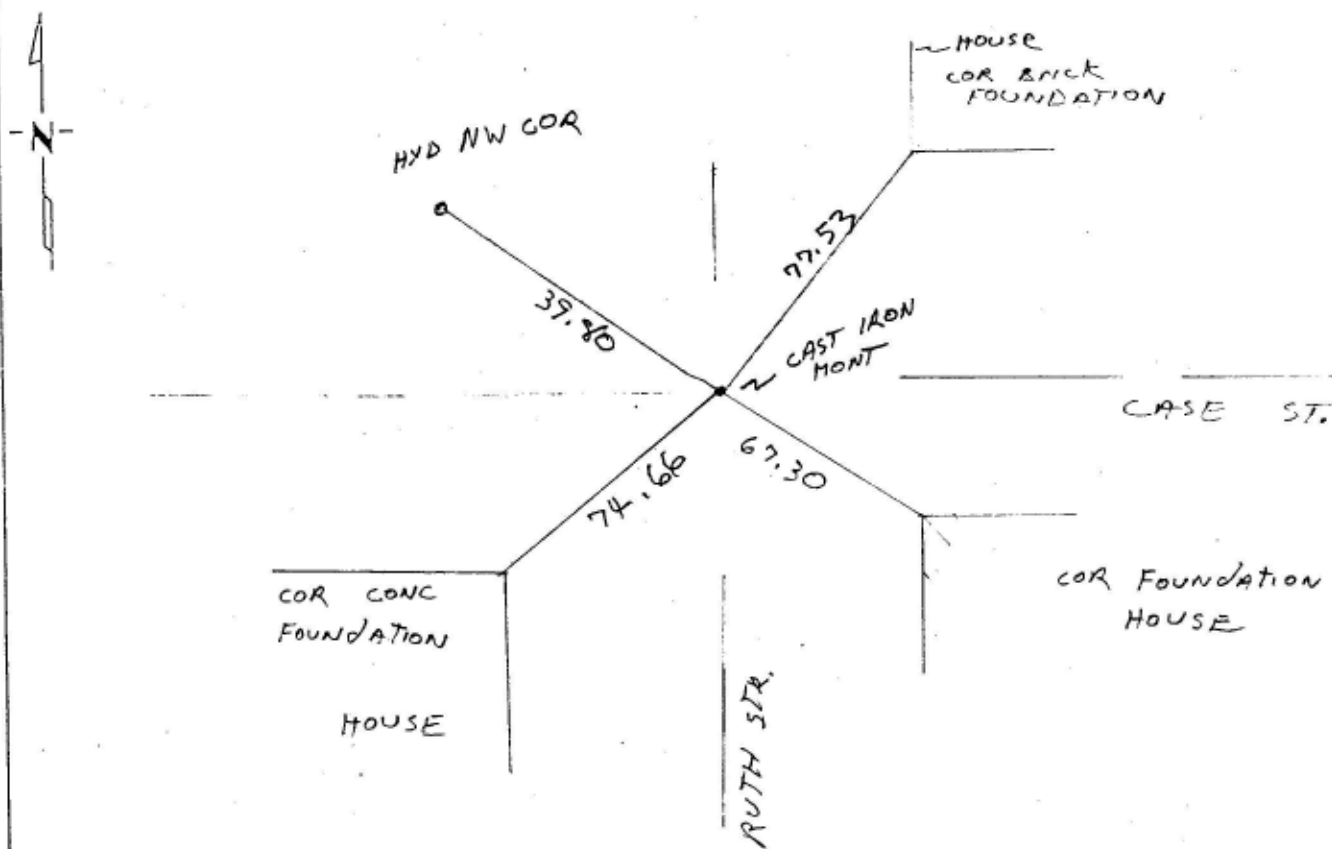 HOUSE
COR BRICK
FOUNDATION
N
HYD NW COR
77.53
39.80
CAST IRON
MONT
CASE ST.
67.30
74.66
COR CONC
FOUNDATION
HOUSE
COR FOUNDATION
HOUSE
RUTH STR.